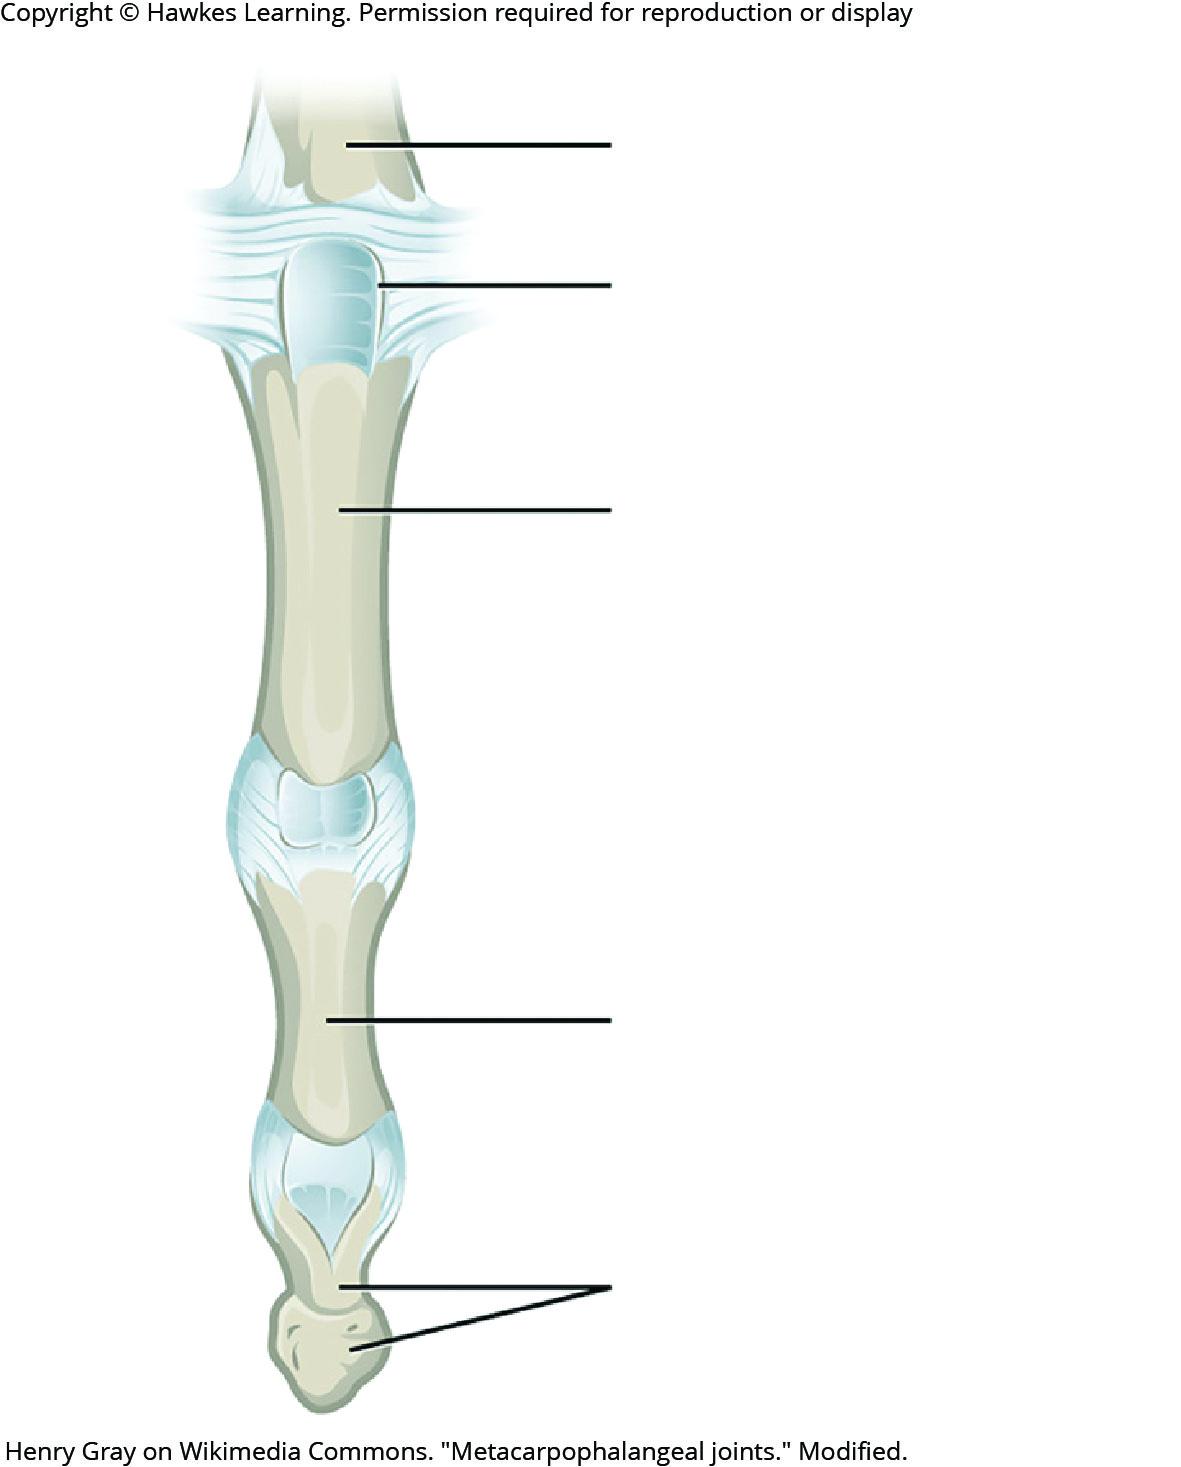 Copyright © Hawkes Learning. Permission required for reproduction or display
Henry Gray on Wikimedia Commons. "Metacarpophalangeal joints." Modified.